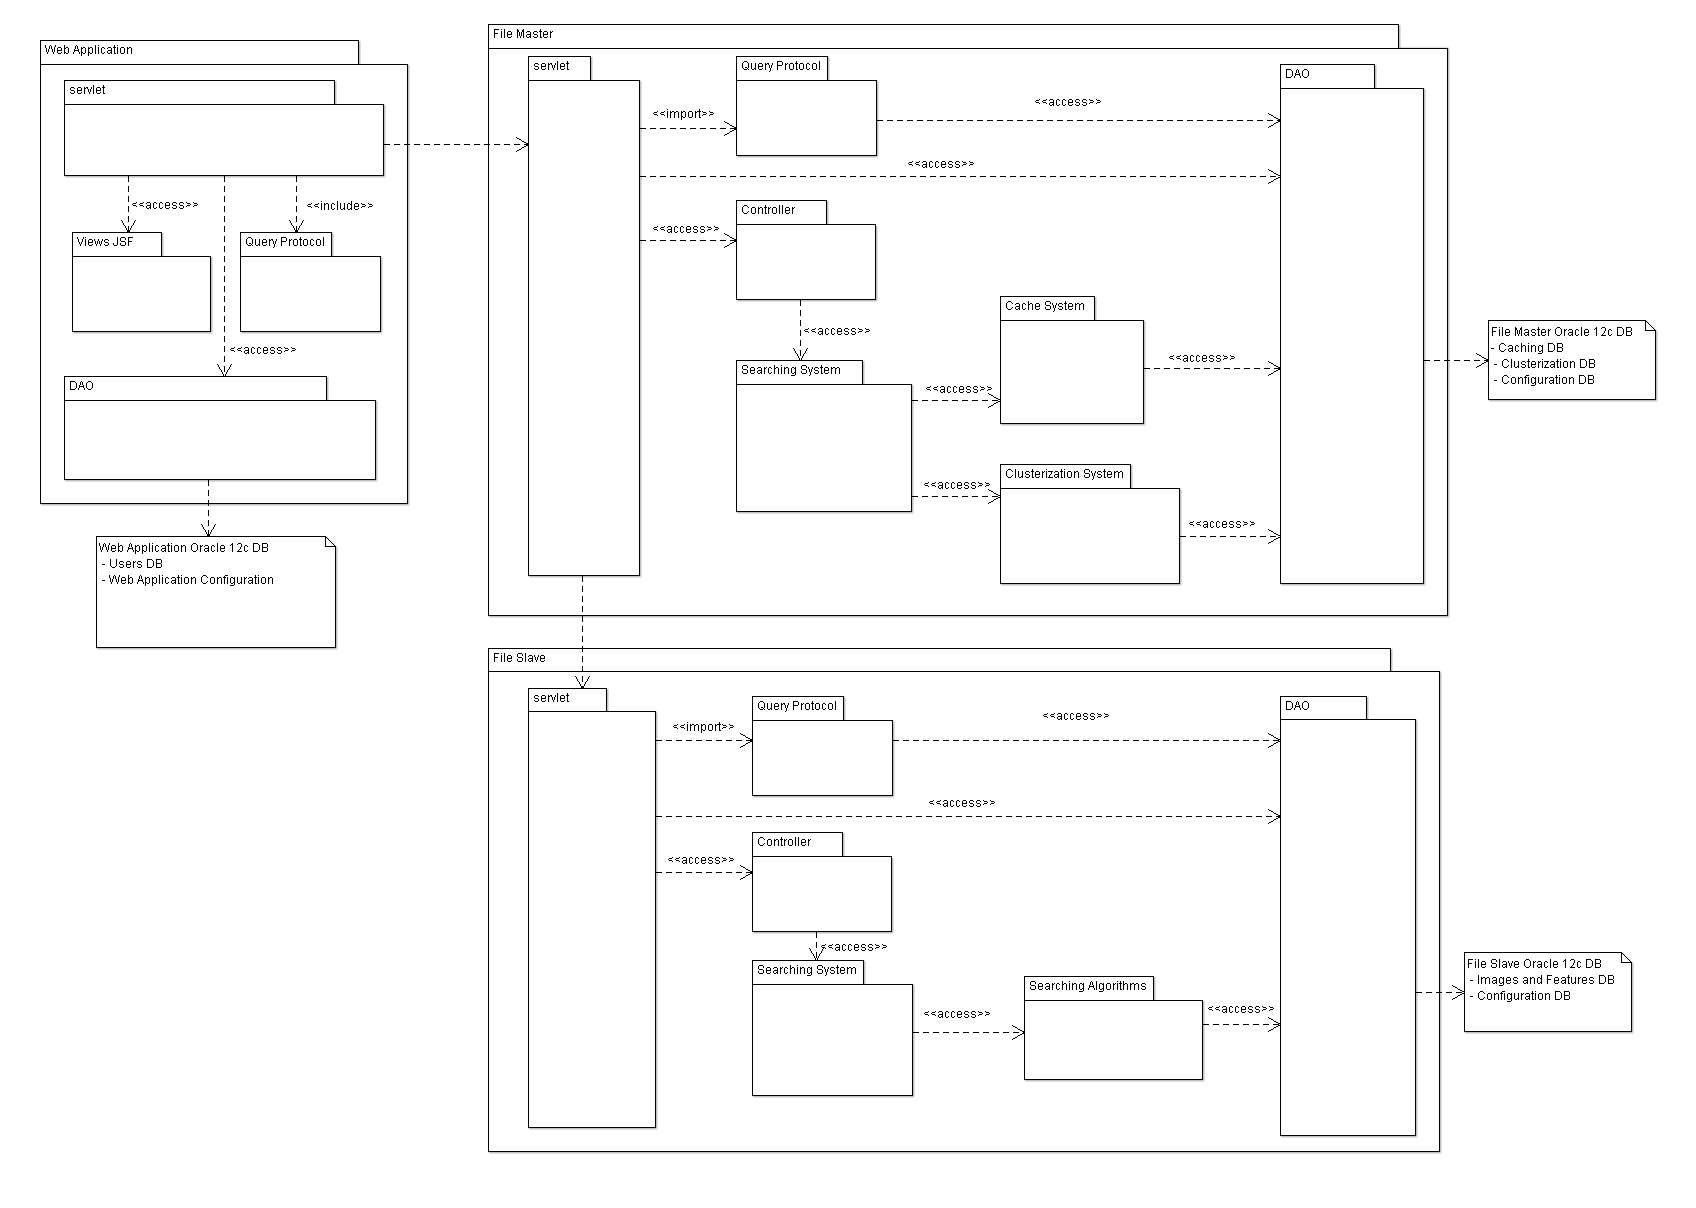 Web Application
servlet
<<access>>
<<include>>
Views JSF
Query Protocol
<<access>>
DAO
Web Application Oracle 12c DB
- Users DB
- Web Application Configuration
File Master
servlet
Query Protocol
DAO
<<import>>
<<access>>
<<access>>
Controller
<<access>>
<<access>>
Cache System
<<access>>
Searching System
<<access>>
Clusterization System
<<access>>
<<access>>
File Master Oracle 12c DB
- Caching DB
- Clusterization DB
- Configuration DB
File Slave
servlet
Query Protocol
DAO
<<import>>
<<access>>
<<access>>
Controller
<<access>>
<<access>>
Searching System
Searching Algorithms
<<access>>
<<access>>
File Slave Oracle 12c DB
- Images and Features DB
- Configuration DB